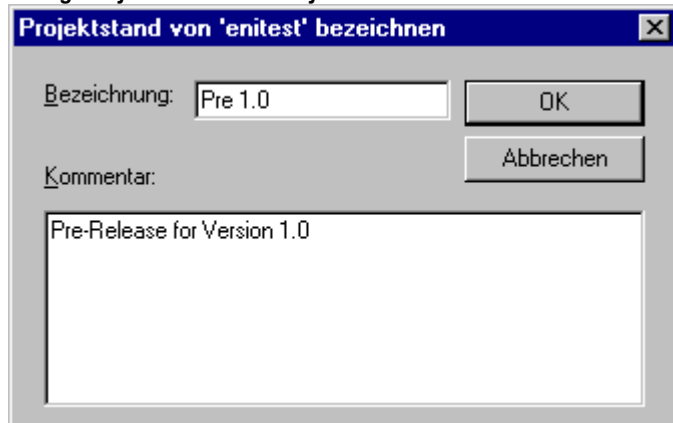 Projektstand von 'enitest' bezeichnen
Bezeichnung: Pre 1.0
OK
Abbrechen
Kommentar:
Pre-Release for Version 1.0